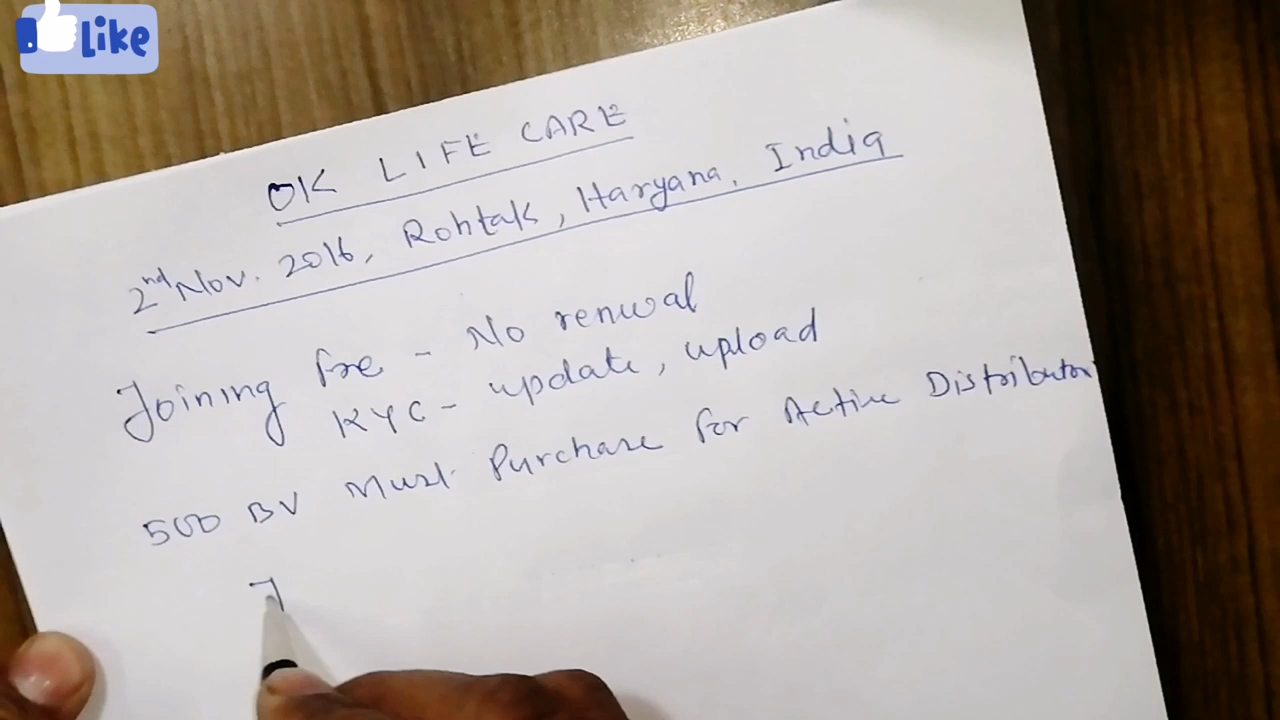 Like
OK LIFE CARE
2nd Nov. 2016, Rohtak, Haryana, India
Joining free - No renwal
KYC - update, upload
500 BV Must Purchase for Active Distributor